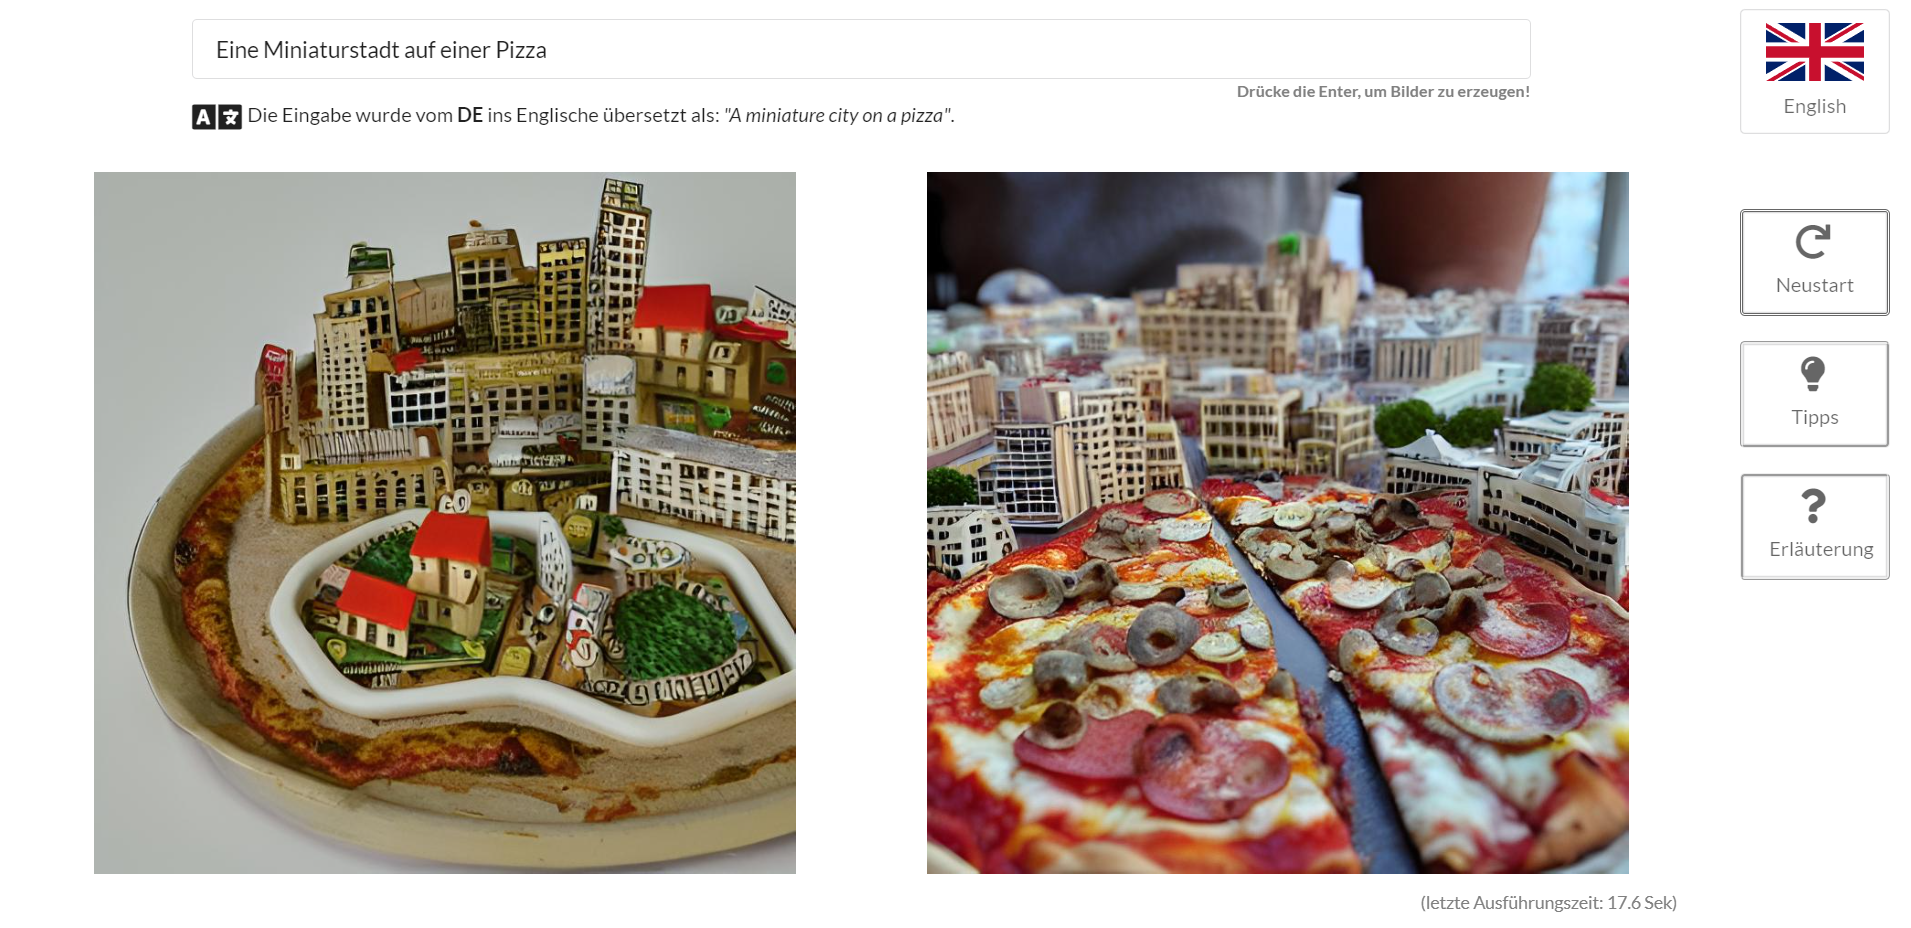 Eine Miniaturstadt auf einer Pizza
Drücke die Enter, um Bilder zu erzeugen!
Die Eingabe wurde vom DE ins Englische übersetzt als: "A miniature city on a pizza".
English
Neustart
Tipps
Erläuterung
(letzte Ausführungszeit: 17.6 Sek)